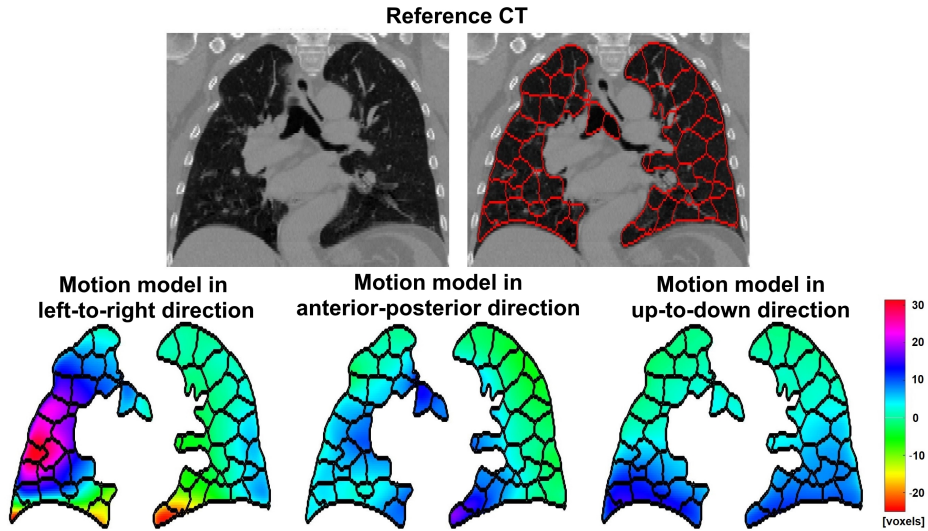 Reference CT
Motion model in
left-to-right direction
Motion model in
anterior-posterior direction
Motion model in
up-to-down direction
30
20
10
0
-10
-20
[voxels]